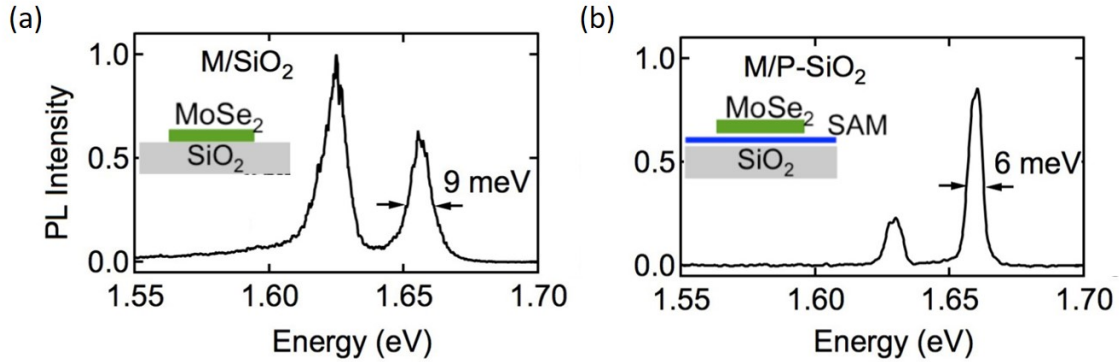 (a)
1.0
0.5
0.0
PL Intensity
M/SiO₂
MoSe₂
SiO₂
9 meV
1.55
1.60
1.65
1.70
Energy (eV)
(b)
1.0
0.5
0.0
M/P-SiO₂
MoSe₂
SAM
SiO₂
6 meV
1.55
1.60
1.65
1.70
Energy (eV)